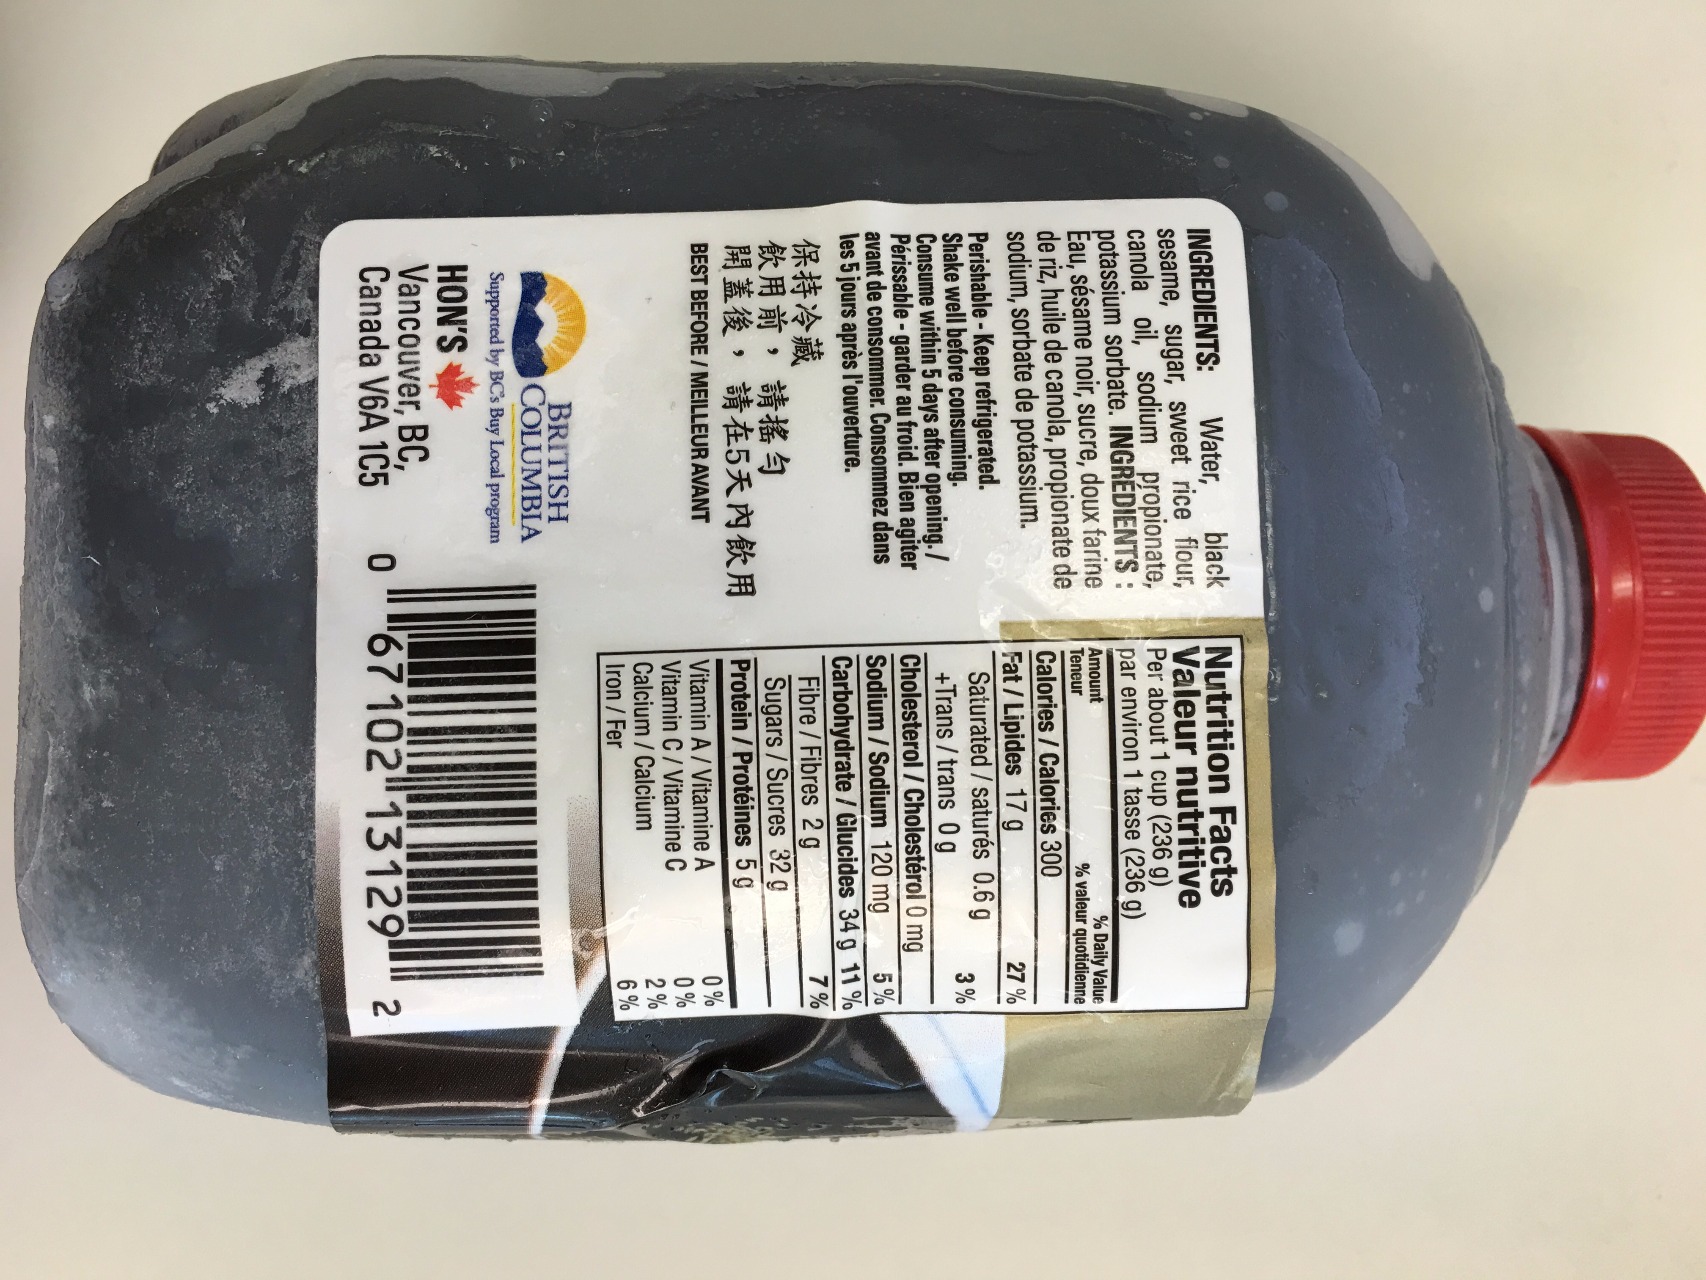 INGREDIENTS: Water, black
sesame, sugar, sweet rice flour,
canola oil, sodium propionate,
potassium sorbate. INGREDIENTS :
Eau, sésame noir, sucre, doux farine
de riz, huile de canola, propionate de
sodium, sorbate de potassium.
Perishable - Keep refrigerated.
Shake well before consuming.
Consume within 5 days after opening. /
Périssable - garder au froid. Bien agiter
avant de consommer. Consommez dans
les 5 jours après l'ouverture.
保持冷藏
飲用前，請搖勻
開蓋後，請在5天內飲用
BEST BEFORE / MEILLEUR AVANT
BRITISH
COLUMBIA
Supported by BC's Buy Local program
HON'S
Vancouver, BC,
Canada V6A 1C5
Nutrition Facts
Valeur nutritive
Per about 1 cup (236 g)
par environ 1 tasse (236 g)
Amount % Daily Value
Teneur % valeur quotidienne
Calories / Calories 300
Fat / Lipides 17 g 27 %
Saturated / saturés 0.6 g
+Trans / trans 0 g 3 %
Cholesterol / Cholestérol 0 mg
Sodium / Sodium 120 mg 5 %
Carbohydrate / Glucides 34 g 11 %
Fibre / Fibres 2 g 7 %
Sugars / Sucres 32 g
Protein / Protéines 5 g
Vitamin A / Vitamine A 0 %
Vitamin C / Vitamine C 0 %
Calcium / Calcium 2 %
Iron / Fer 6 %
0 67102 13129 2